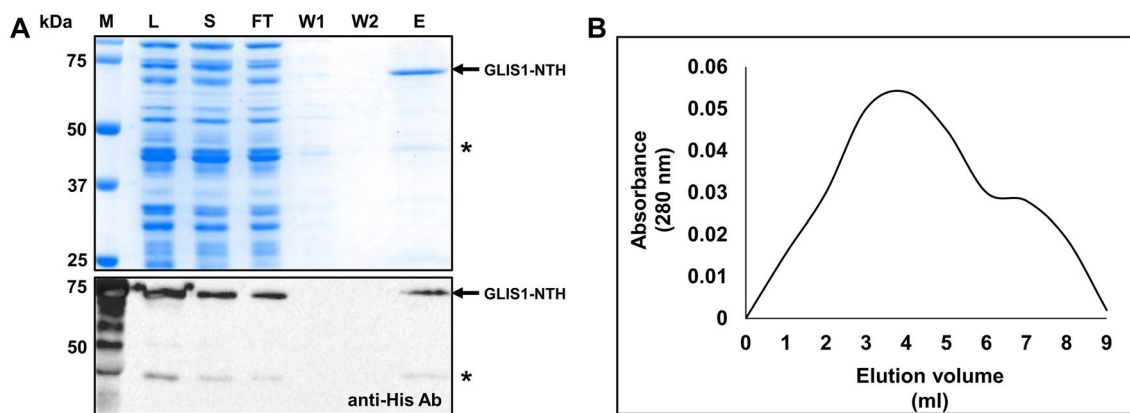 A
kDa M L S FT W1 W2 E
75
GLIS1-NTH
50
*
37
25
75
GLIS1-NTH
50
*
anti-His Ab
B
0.06
0.05
0.04
0.03
0.02
0.01
0
Absorbance
(280 nm)
0 1 2 3 4 5 6 7 8 9
Elution volume
(ml)